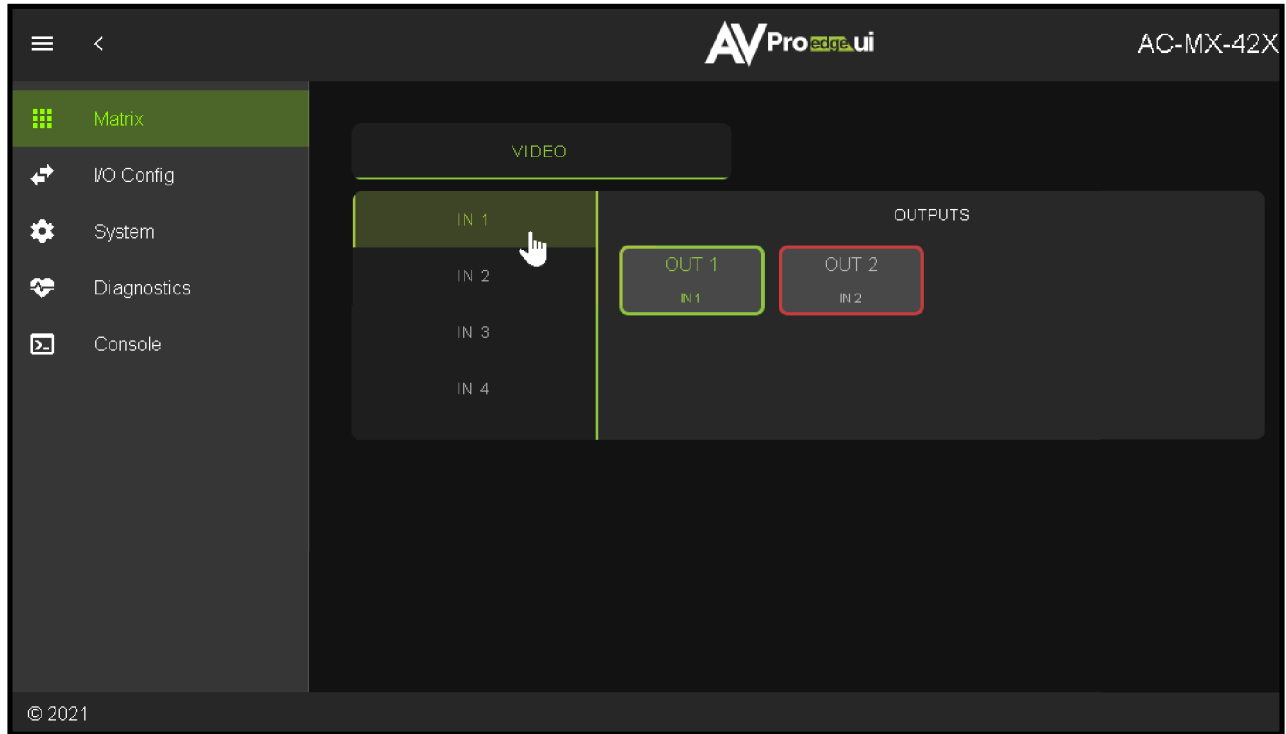 AVProedge.ui
AC-MX-42X
Matrix
I/O Config
System
Diagnostics
Console
VIDEO
IN 1
IN 2
IN 3
IN 4
OUTPUTS
OUT 1
IN 1
OUT 2
IN 2
© 2021